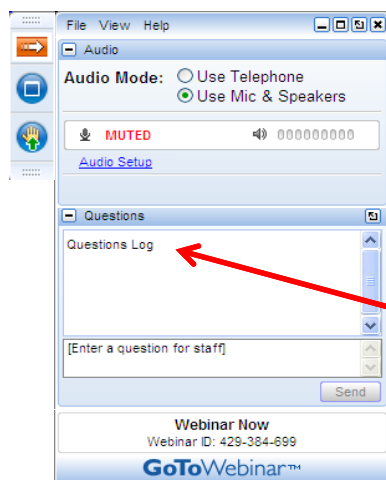 File View Help
Audio
Audio Mode: Use Telephone
Use Mic & Speakers
MUTED 000000000
Audio Setup
Questions
Questions Log
[Enter a question for staff]
Send
Webinar Now
Webinar ID: 429-384-699
GoToWebinar™